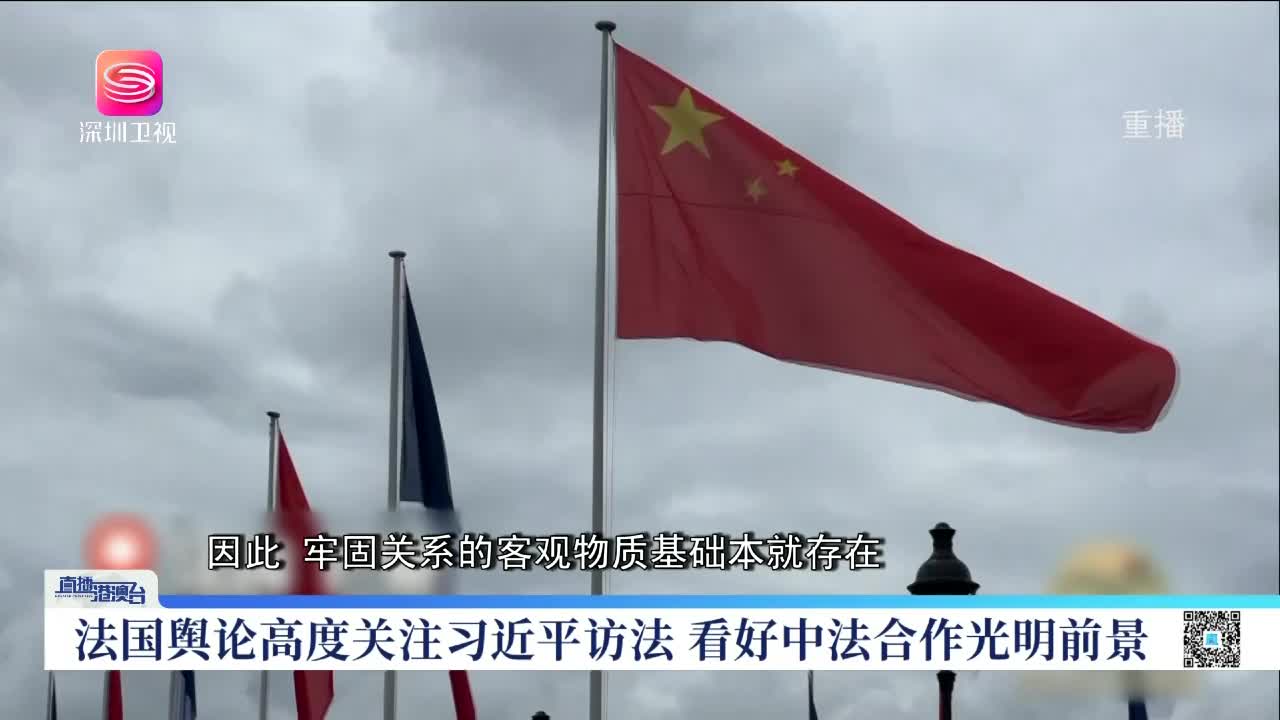 深圳卫视
重播
因此 牢固关系的客观物质基础本就存在
直播港澳台
法国舆论高度关注习近平访法 看好中法合作光明前景